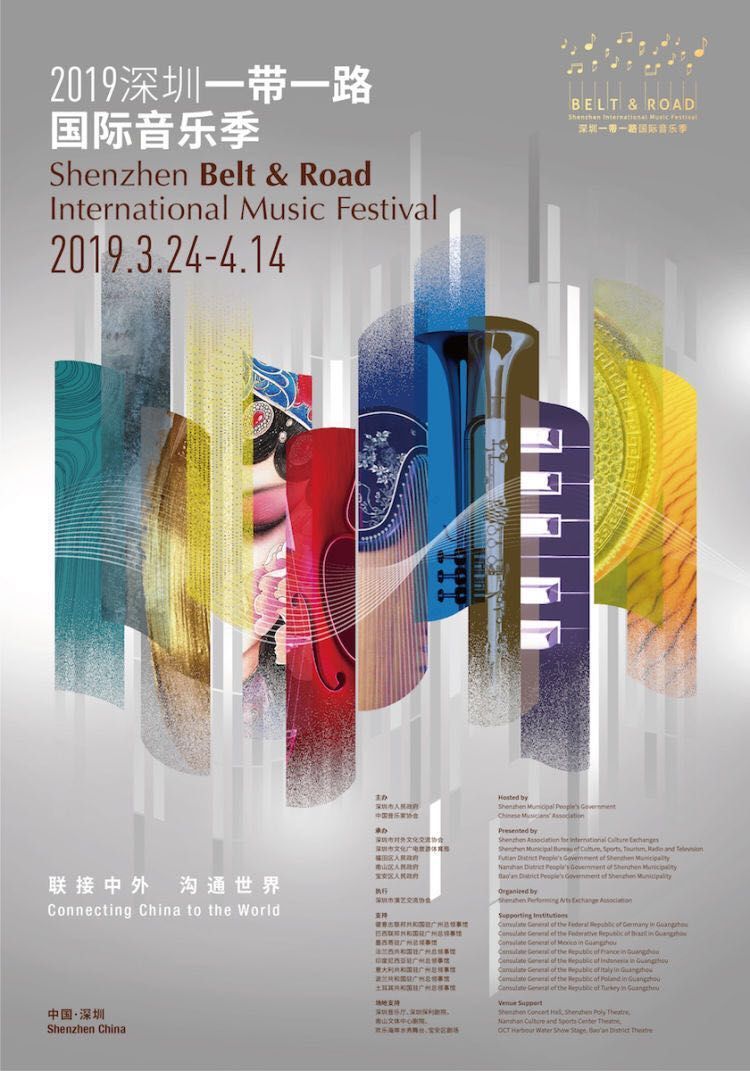 2019深圳一带一路
国际音乐季
Shenzhen Belt & Road
International Music Festival
2019.3.24-4.14
BELT & ROAD
Shenzhen International Music Festival
深圳一带一路国际音乐季
联接中外 沟通世界
Connecting China to the World
中国·深圳
Shenzhen China
主办
深圳市人民政府
中国音乐家协会
承办
深圳市对外文化交流协会
深圳市文化广电旅游体育局
福田区人民政府
南山区人民政府
宝安区人民政府
执行
深圳市演艺交流协会
支持
德意志联邦共和国驻广州总领事馆
巴西联邦共和国驻广州总领事馆
墨西哥驻广州总领事馆
法兰西共和国驻广州总领事馆
印度尼西亚驻广州总领事馆
意大利共和国驻广州总领事馆
波兰共和国驻广州总领事馆
土耳其共和国驻广州总领事馆
场地支持
深圳音乐厅、深圳保利剧院、
南山文体中心剧院、
欢乐海岸水秀舞台、宝安区剧场
Hosted by
Shenzhen Municipal People's Government
Chinese Musicians' Association
Presented by
Shenzhen Association for International Culture Exchanges
Shenzhen Municipal Bureau of Culture, Sports, Tourism, Radio and Television
Futian District People's Government of Shenzhen Municipality
Nanshan District People's Government of Shenzhen Municipality
Bao'an District People's Government of Shenzhen Municipality
Organized by
Shenzhen Performing Arts Exchange Association
Supporting Institutions
Consulate General of the Federal Republic of Germany in Guangzhou
Consulate General of the Federative Republic of Brazil in Guangzhou
Consulate General of Mexico in Guangzhou
Consulate General of the Republic of France in Guangzhou
Consulate General of the Republic of Indonesia in Guangzhou
Consulate General of the Republic of Italy in Guangzhou
Consulate General of the Republic of Poland in Guangzhou
Consulate General of the Republic of Turkey in Guangzhou
Venue Support
Shenzhen Concert Hall, Shenzhen Poly Theatre,
Nanshan Culture and Sports Center Theatre,
OCT Harbour Water Show Stage, Bao'an District Theatre